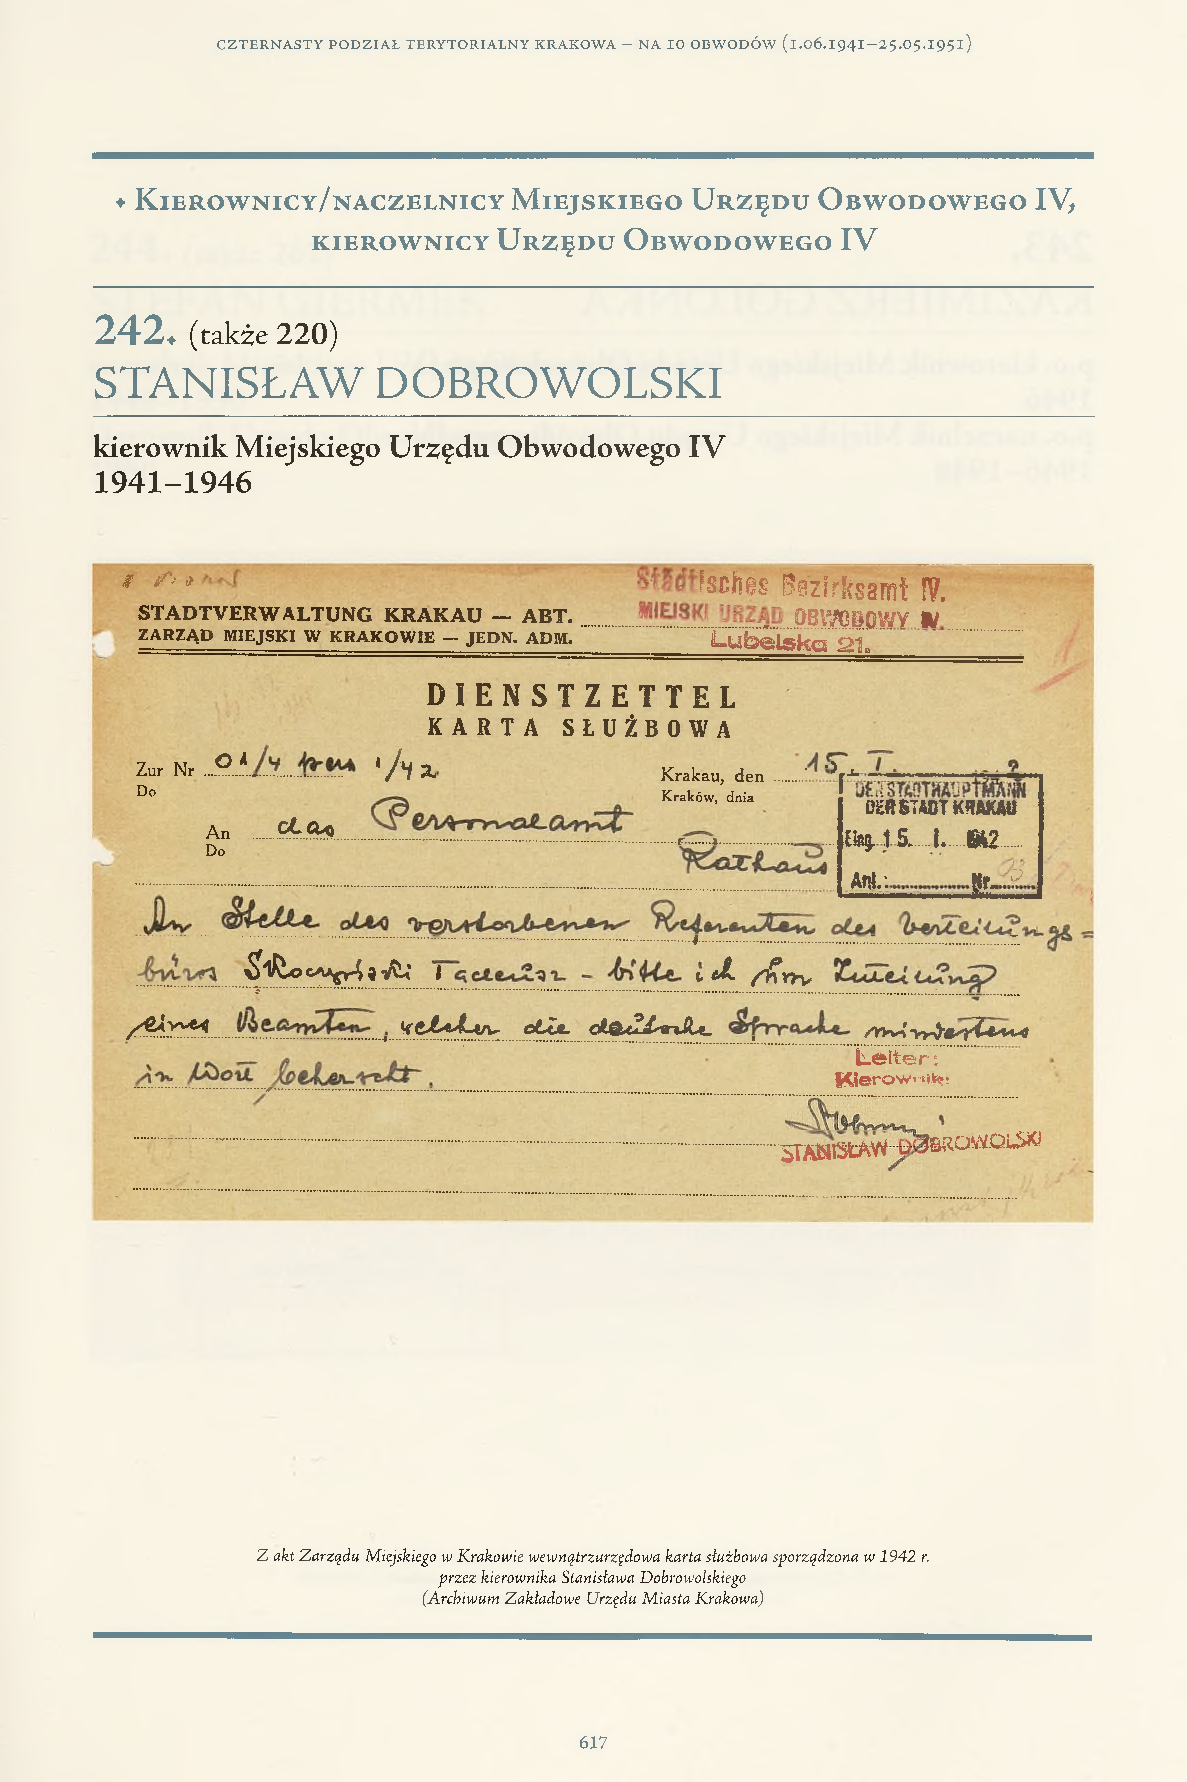 CZTERNASTY PODZIAŁ TERYTORIALNY KRAKOWA – NA 10 OBWODÓW (1.06.1941–25.05.1951)
♦ Kierownicy/naczelnicy Miejskiego Urzędu Obwodowego IV,
kierownicy Urzędu Obwodowego IV
242. (także 220)
STANISŁAW DOBROWOLSKI
kierownik Miejskiego Urzędu Obwodowego IV
1941–1946
Städtisches Bezirksamt IV.
STADTVERWALTUNG KRAKAU — ABT. MIEJSKI URZĄD OBWODOWY IV.
ZARZĄD MIEJSKI W KRAKOWIE — JEDN. ADM. Lubelska 21.
DIENSTZETTEL
KARTA SŁUŻBOWA
Zur Nr 01/4 pers 1/42 Krakau, den 15. I. 2
Do Kraków, dnia
DER STADTHAUPTMANN
DER STADT KRAKAU
Eing. 15. I. 1942
Anl.: Nr.
An das Personalamt
Do
Rathaus
An Stelle des verstorbenen Referenten des Verteilungs=
büros Tadeusz - bitte ich um Zuteilung
eines Beamten, welcher die deutsche Sprache mindestens
in Wort beherscht.
Leiter:
Kierownik:
STANISŁAW DOBROWOLSKI
Z akt Zarządu Miejskiego w Krakowie wewnątrzurzędowa karta służbowa sporządzona w 1942 r.
przez kierownika Stanisława Dobrowolskiego
(Archiwum Zakładowe Urzędu Miasta Krakowa)
617